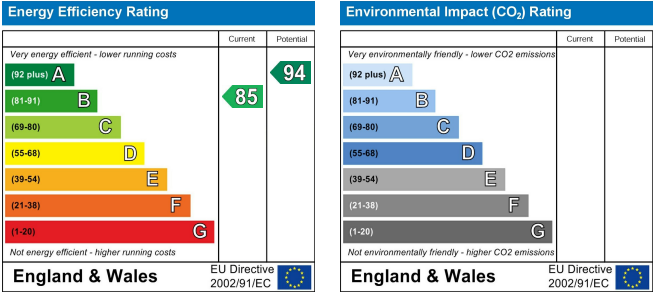 Energy Efficiency Rating
Current Potential
Very energy efficient - lower running costs
(92 plus) A
(81-91) B
(69-80) C
(55-68) D
(39-54) E
(21-38) F
(1-20) G
85
94
Not energy efficient - higher running costs
England & Wales
EU Directive
2002/91/EC
Environmental Impact (CO₂) Rating
Current Potential
Very environmentally friendly - lower CO2 emissions
(92 plus) A
(81-91) B
(69-80) C
(55-68) D
(39-54) E
(21-38) F
(1-20) G
Not environmentally friendly - higher CO2 emissions
England & Wales
EU Directive
2002/91/EC